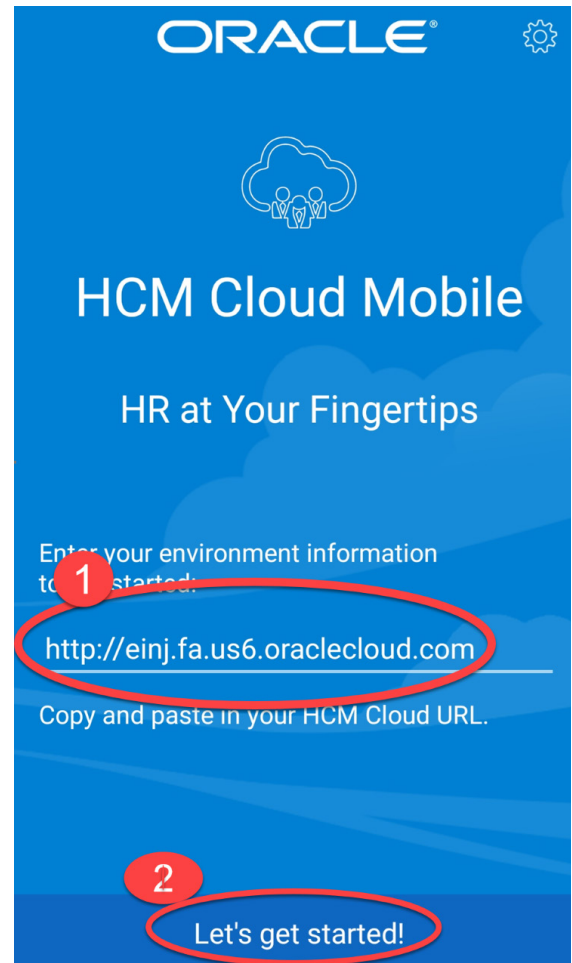 ORACLE®
HCM Cloud Mobile
HR at Your Fingertips
Enter your environment information
1
started:
http://einj.fa.us6.oraclecloud.com
Copy and paste in your HCM Cloud URL.
2
Let's get started!